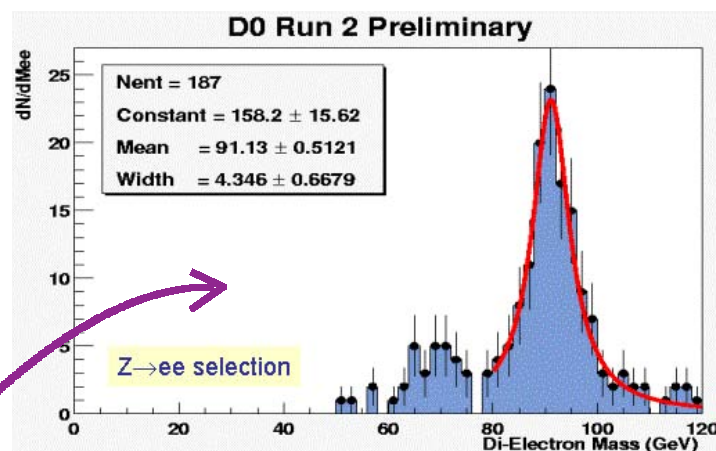 D0 Run 2 Preliminary
dN/dMee
25
20
15
10
5
0
Nent = 187
Constant = 158.2 ± 15.62
Mean = 91.13 ± 0.5121
Width = 4.346 ± 0.6679
Z→ee selection
0 20 40 60 80 100 120
Di-Electron Mass (GeV)